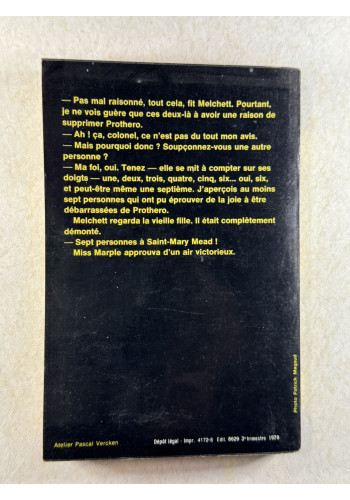 — Pas mal raisonné, tout cela, fit Melchett. Pourtant,
je ne vois guère que ces deux-là à avoir une raison de
supprimer Prothero.
— Ah ! ça, colonel, ce n'est pas du tout mon avis.
— Mais pourquoi donc ? Soupçonnez-vous une autre
personne ?
— Ma foi, oui. Tenez — elle se mit à compter sur ses
doigts — une, deux, trois, quatre, cinq, six... oui, six,
et peut-être même une septième. J'aperçois au moins
sept personnes qui ont pu éprouver de la joie à être
débarrassées de Prothero.
Melchett regarda la vieille fille. Il était complètement
démonté.
— Sept personnes à Saint-Mary Mead !
Miss Marple approuva d'un air victorieux.
Photo Patrick Magaud
Atelier Pascal Vercken
Dépôt légal - Impr. 4172-5 Edit. 8629 3e trimestre 1978